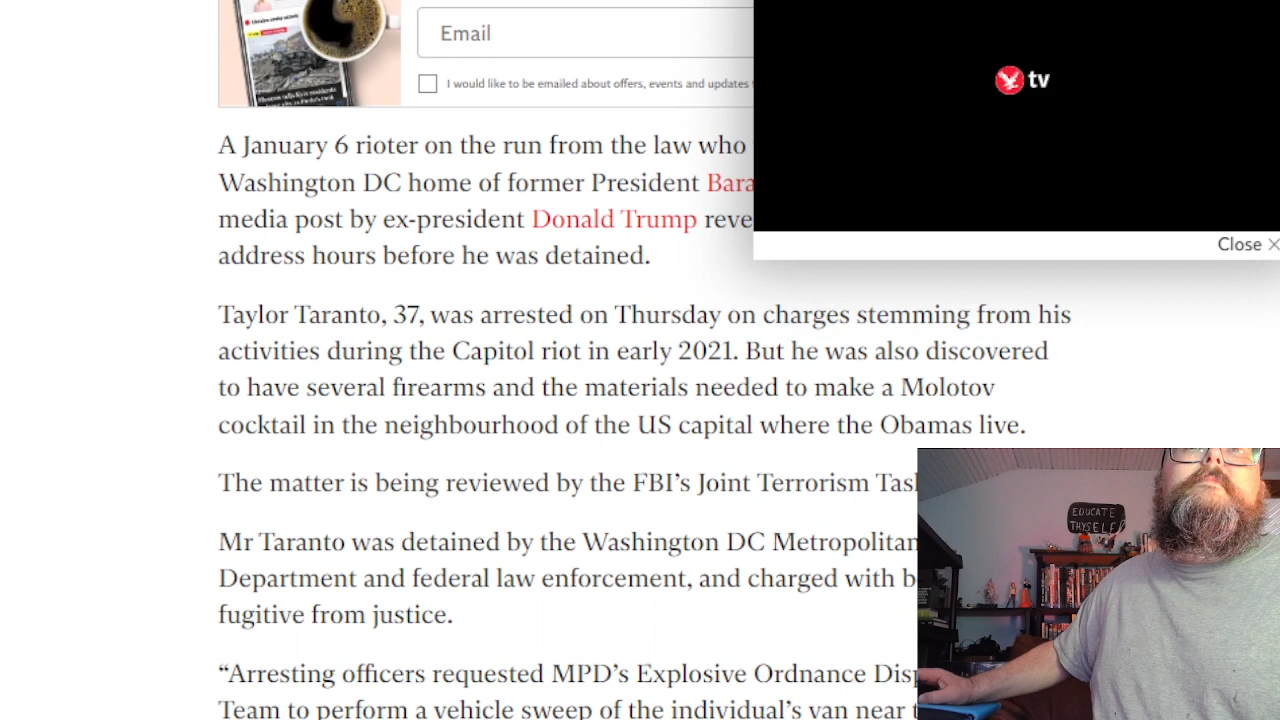 Email
I would like to be emailed about offers, events and updates
tv
Close
A January 6 rioter on the run from the law who
Washington DC home of former President Bara
media post by ex-president Donald Trump reve
address hours before he was detained.
Taylor Taranto, 37, was arrested on Thursday on charges stemming from his
activities during the Capitol riot in early 2021. But he was also discovered
to have several firearms and the materials needed to make a Molotov
cocktail in the neighbourhood of the US capital where the Obamas live.
The matter is being reviewed by the FBI’s Joint Terrorism Tas
Mr Taranto was detained by the Washington DC Metropolitan
Department and federal law enforcement, and charged with b
fugitive from justice.
“Arresting officers requested MPD’s Explosive Ordnance Disp
Team to perform a vehicle sweep of the individual’s van near
EDUCATE
THYSELF